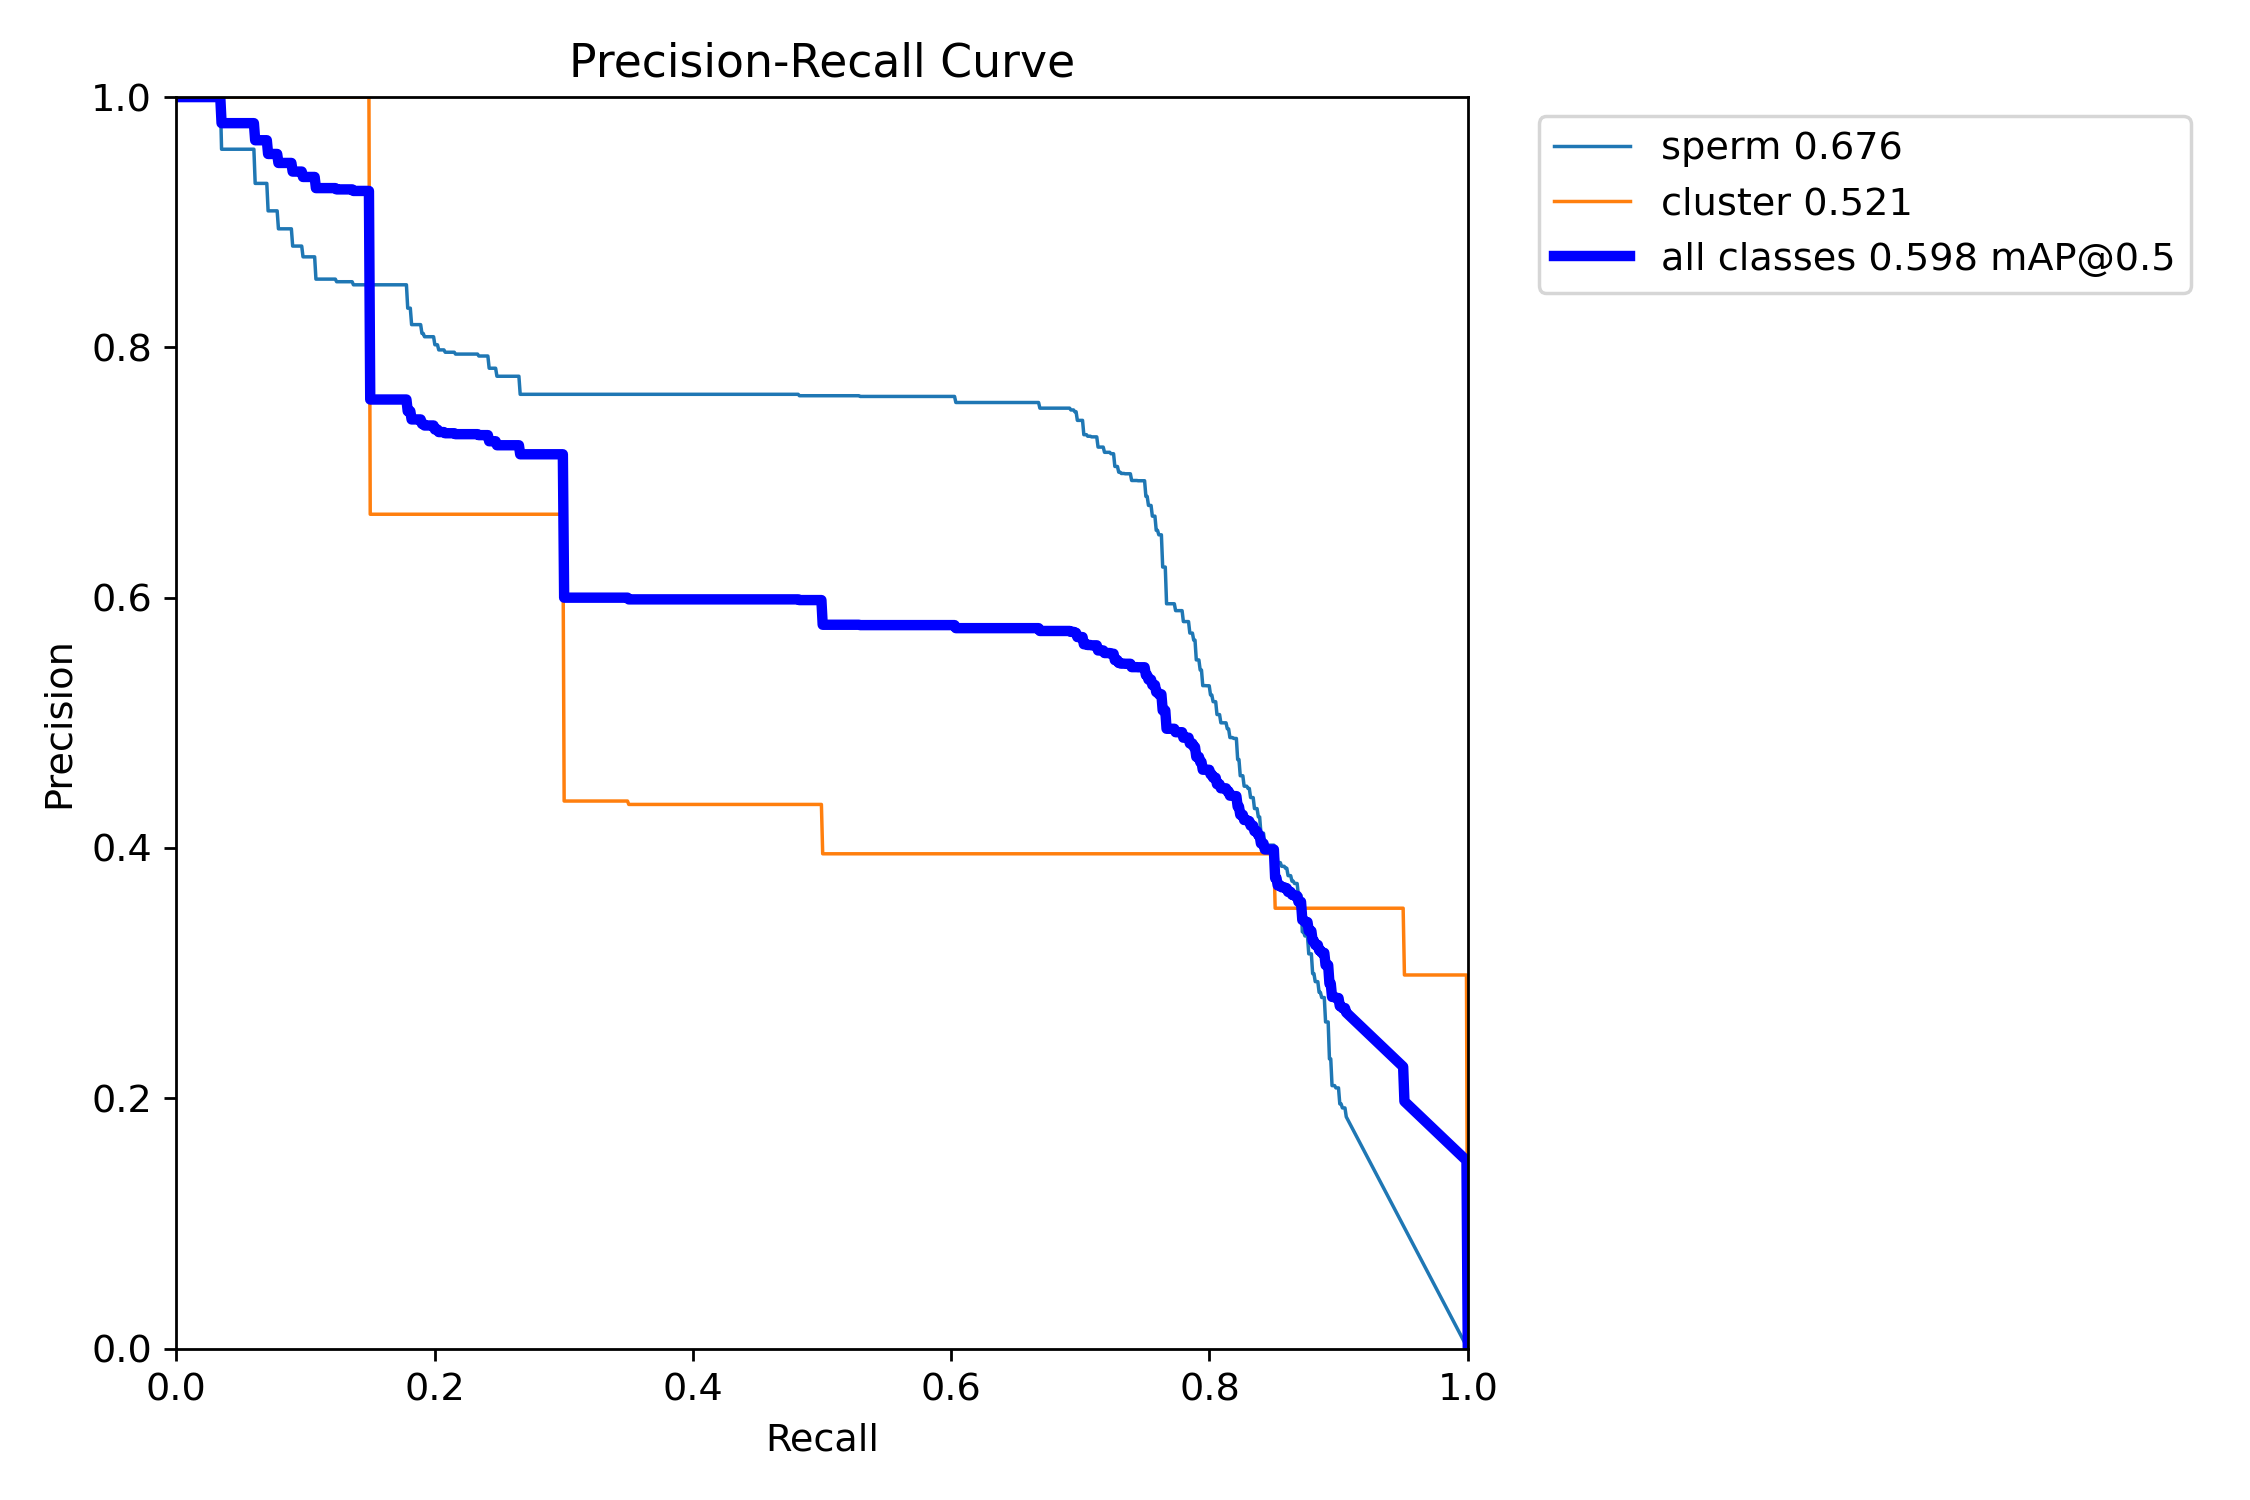 Precision-Recall Curve
1.0
0.8
0.6
0.4
0.2
0.0
Precision
0.0 0.2 0.4 0.6 0.8 1.0
Recall
sperm 0.676
cluster 0.521
all classes 0.598 mAP@0.5